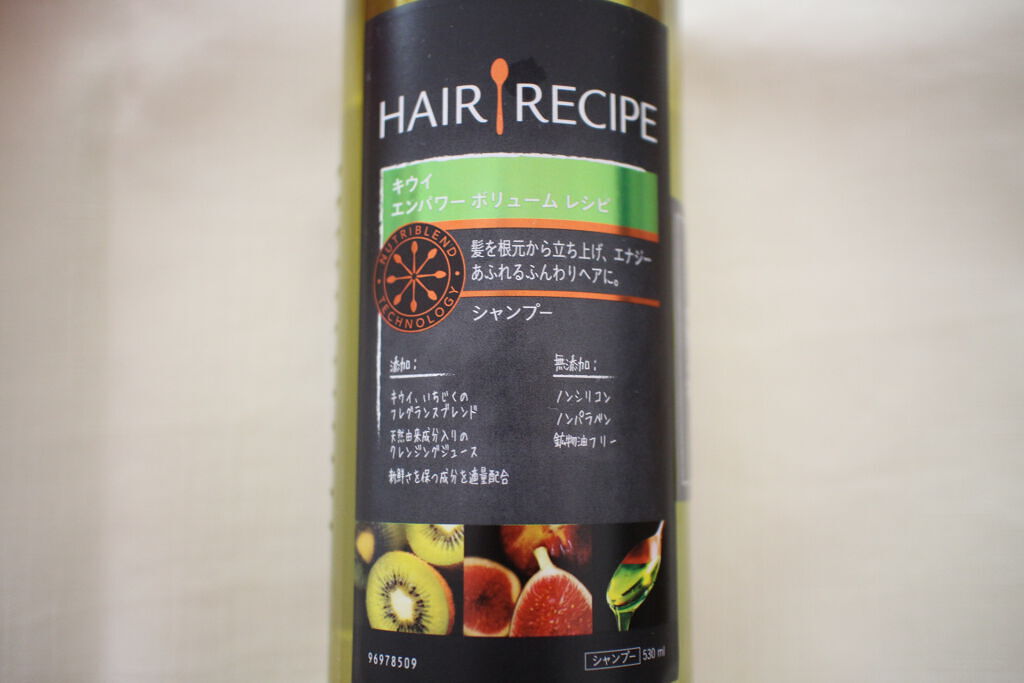 HAIR RECIPE
キウイ
エンパワー ボリューム レシピ
NUTRIBLEND TECHNOLOGY
髪を根元から立ち上げ、エナジー
あふれるふんわりヘアに。
シャンプー
添加:
キウイ、いちじくの
フレグランスブレンド
天然由来成分入りの
クレンジングジュース
新鮮さを保つ成分を適量配合
無添加:
ノンシリコン
ノンパラベン
鉱物油フリー
96978509
シャンプー 530 ml